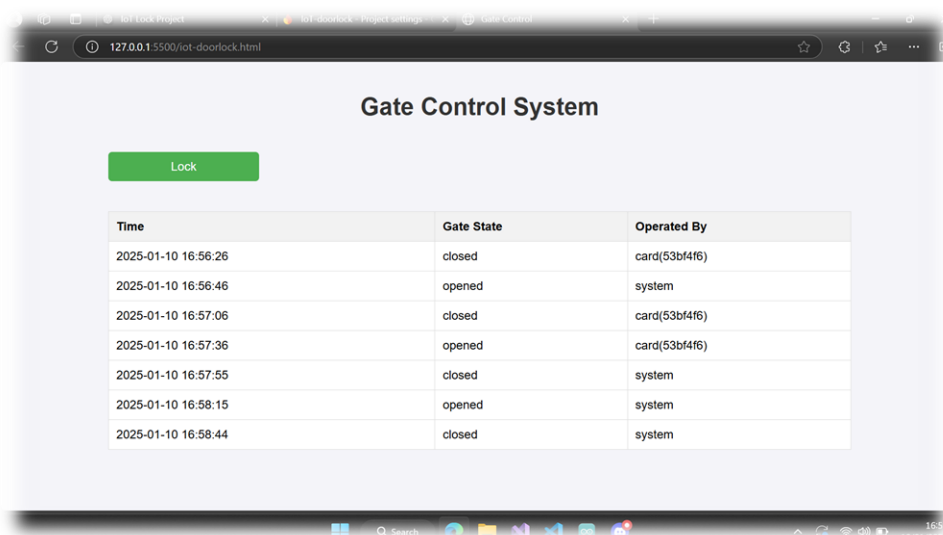 IoT Lock Project
IoT-doorlock - Project settings -
Gate Control
127.0.0.1:5500/iot-doorlock.html
Gate Control System
Lock
Time Gate State Operated By
2025-01-10 16:56:26 closed card(53bf4f6)
2025-01-10 16:56:46 opened system
2025-01-10 16:57:06 closed card(53bf4f6)
2025-01-10 16:57:36 opened card(53bf4f6)
2025-01-10 16:57:55 closed system
2025-01-10 16:58:15 opened system
2025-01-10 16:58:44 closed system
Search